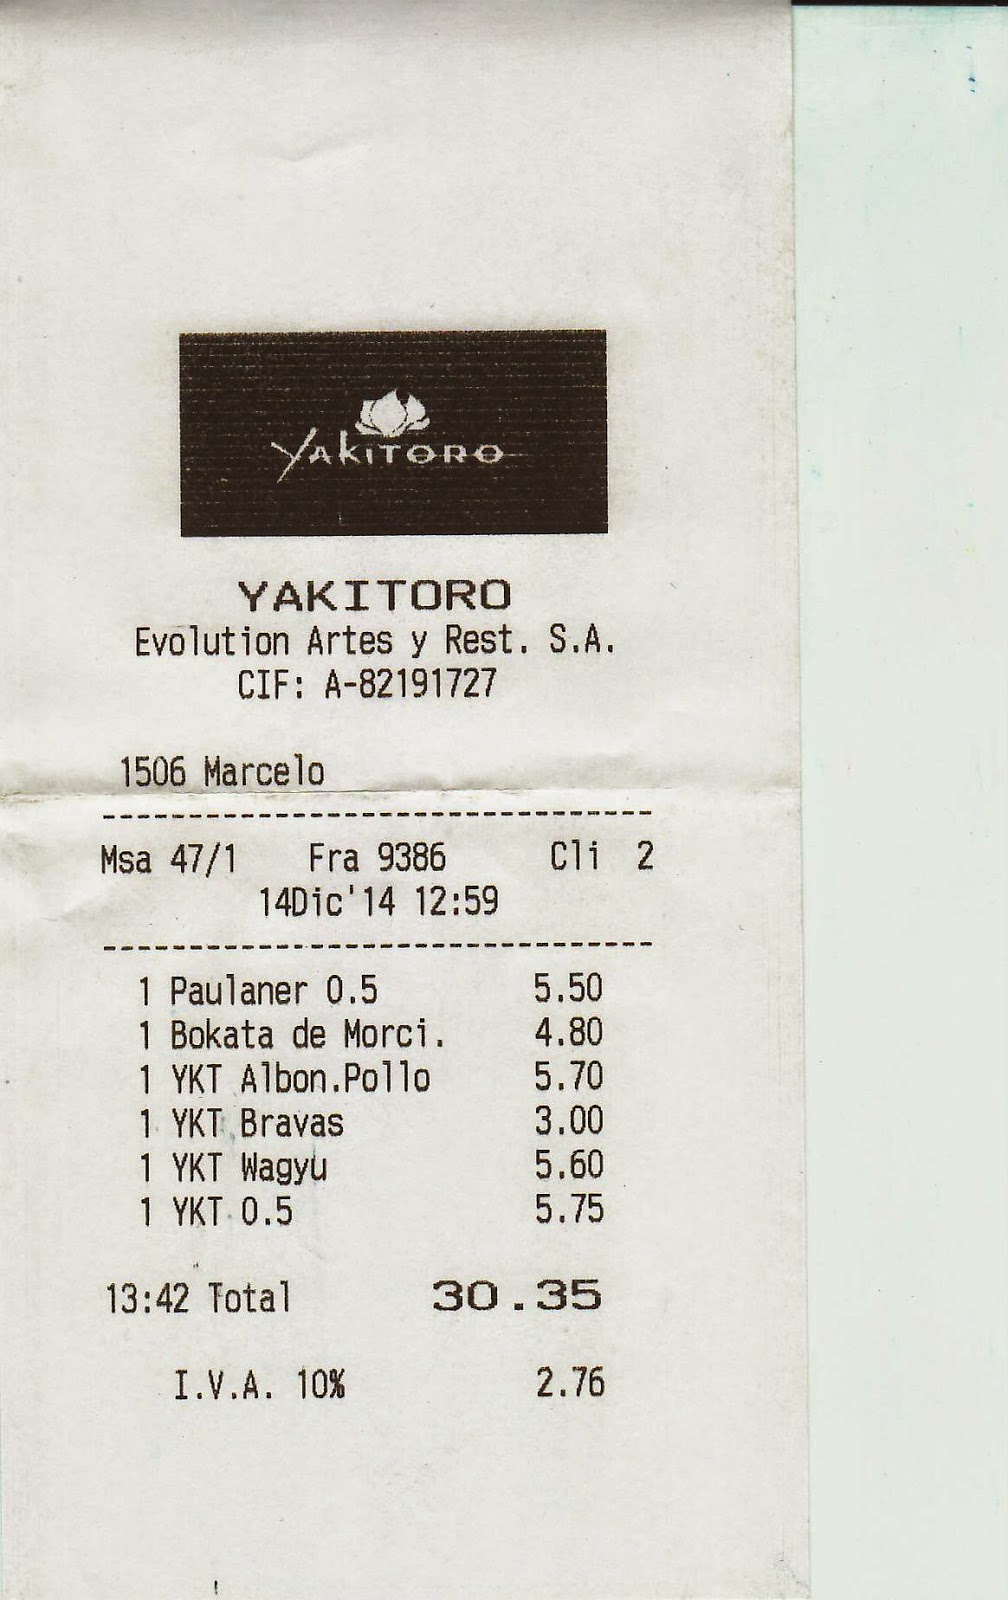 YAKITORO
YAKITORO
Evolution Artes y Rest. S.A.
CIF: A-82191727
1506 Marcelo
--------------------------------
Msa 47/1 Fra 9386 Cli 2
14Dic'14 12:59
--------------------------------
1 Paulaner 0.5 5.50
1 Bokata de Morci. 4.80
1 YKT Albon.Pollo 5.70
1 YKT Bravas 3.00
1 YKT Wagyu 5.60
1 YKT 0.5 5.75
13:42 Total 30.35
I.V.A. 10% 2.76